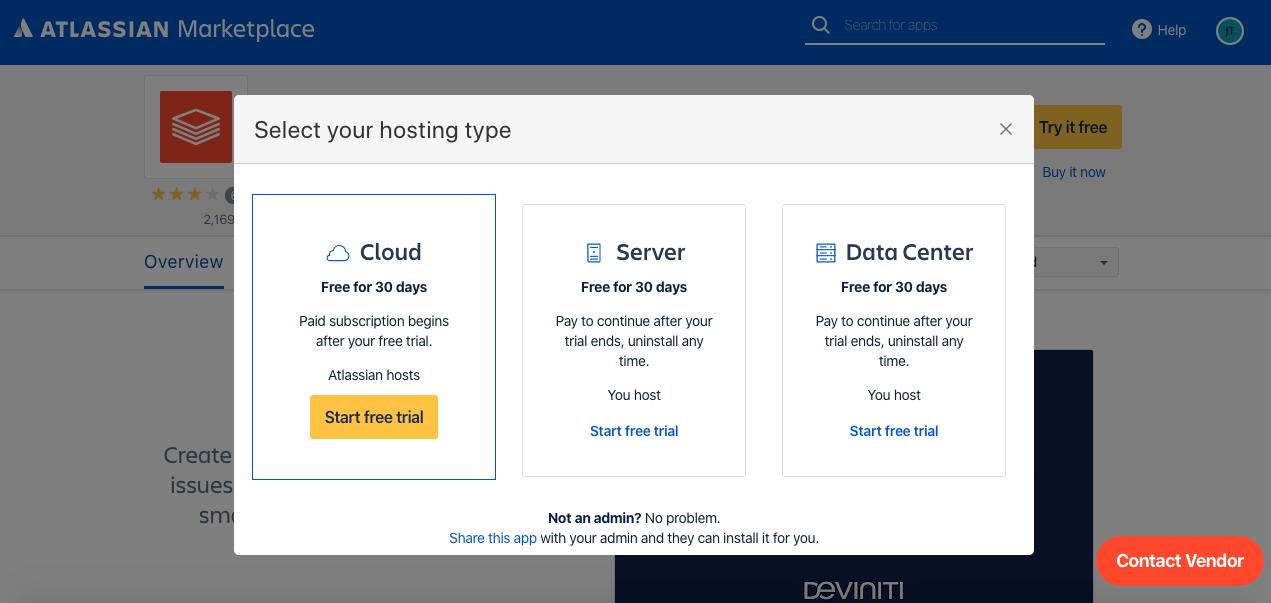 ATLASSIAN Marketplace
Search for apps
? Help
JT
Select your hosting type
Try it free
Buy it now
2,169
Overview
Cloud
Free for 30 days
Paid subscription begins
after your free trial.
Atlassian hosts
Start free trial
Server
Free for 30 days
Pay to continue after your
trial ends, uninstall any
time.
You host
Start free trial
Data Center
Free for 30 days
Pay to continue after your
trial ends, uninstall any
time.
You host
Start free trial
Create
issues
Not an admin? No problem.
Share this app with your admin and they can install it for you.
Contact Vendor
DEVINITI